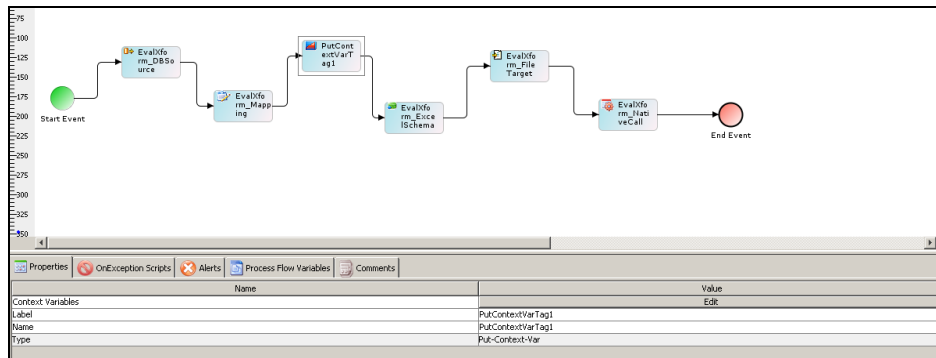 75
100
125
150
175
200
225
250
275
300
325
350
Start Event
EvalXfo
rm_DBSo
urce
EvalXfo
rm_Mapp
ing
PutCont
extVarT
ag1
EvalXfo
rm_Exce
lSchema
EvalXfo
rm_File
Target
EvalXfo
rm_Nati
veCall
End Event
Properties OnException Scripts Alerts Process Flow Variables Comments
Name Value
Context Variables Edit
Label PutContextVarTag1
Name PutContextVarTag1
Type Put-Context-Var